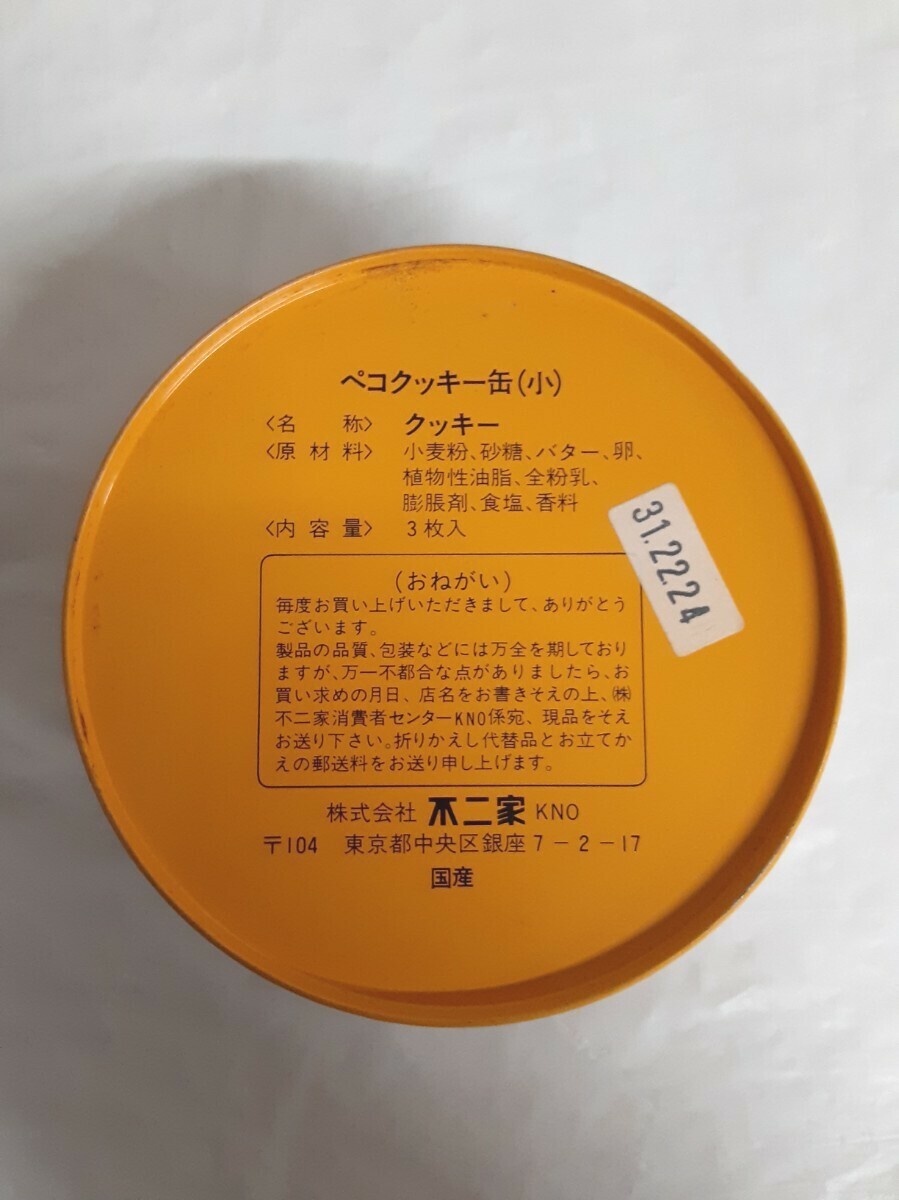 ペコクッキー缶(小)
〈名 称〉 クッキー
〈原材料〉 小麦粉、砂糖、バター、卵、
植物性油脂、全粉乳、
膨脹剤、食塩、香料
〈内容量〉 3枚入
31.22.24
(おねがい)
毎度お買い上げいただきまして、ありがとう
ございます。
製品の品質、包装などには万全を期しており
ますが、万一不都合な点がありましたら、お
買い求めの月日、店名をお書きそえの上、㈱
不二家消費者センターKNO係宛、現品をそえ
お送り下さい。折りかえし代替品とお立てか
えの郵送料をお送り申し上げます。
株式会社 不二家 KNO
〒104 東京都中央区銀座7-2-17
国産